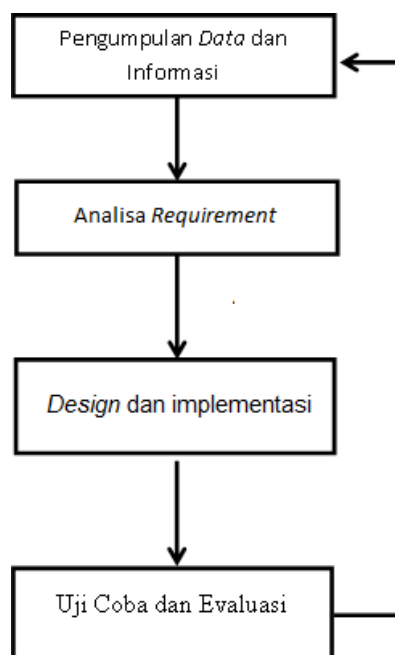 Pengumpulan Data dan
Informasi
Analisa Requirement
Design dan implementasi
Uji Coba dan Evaluasi